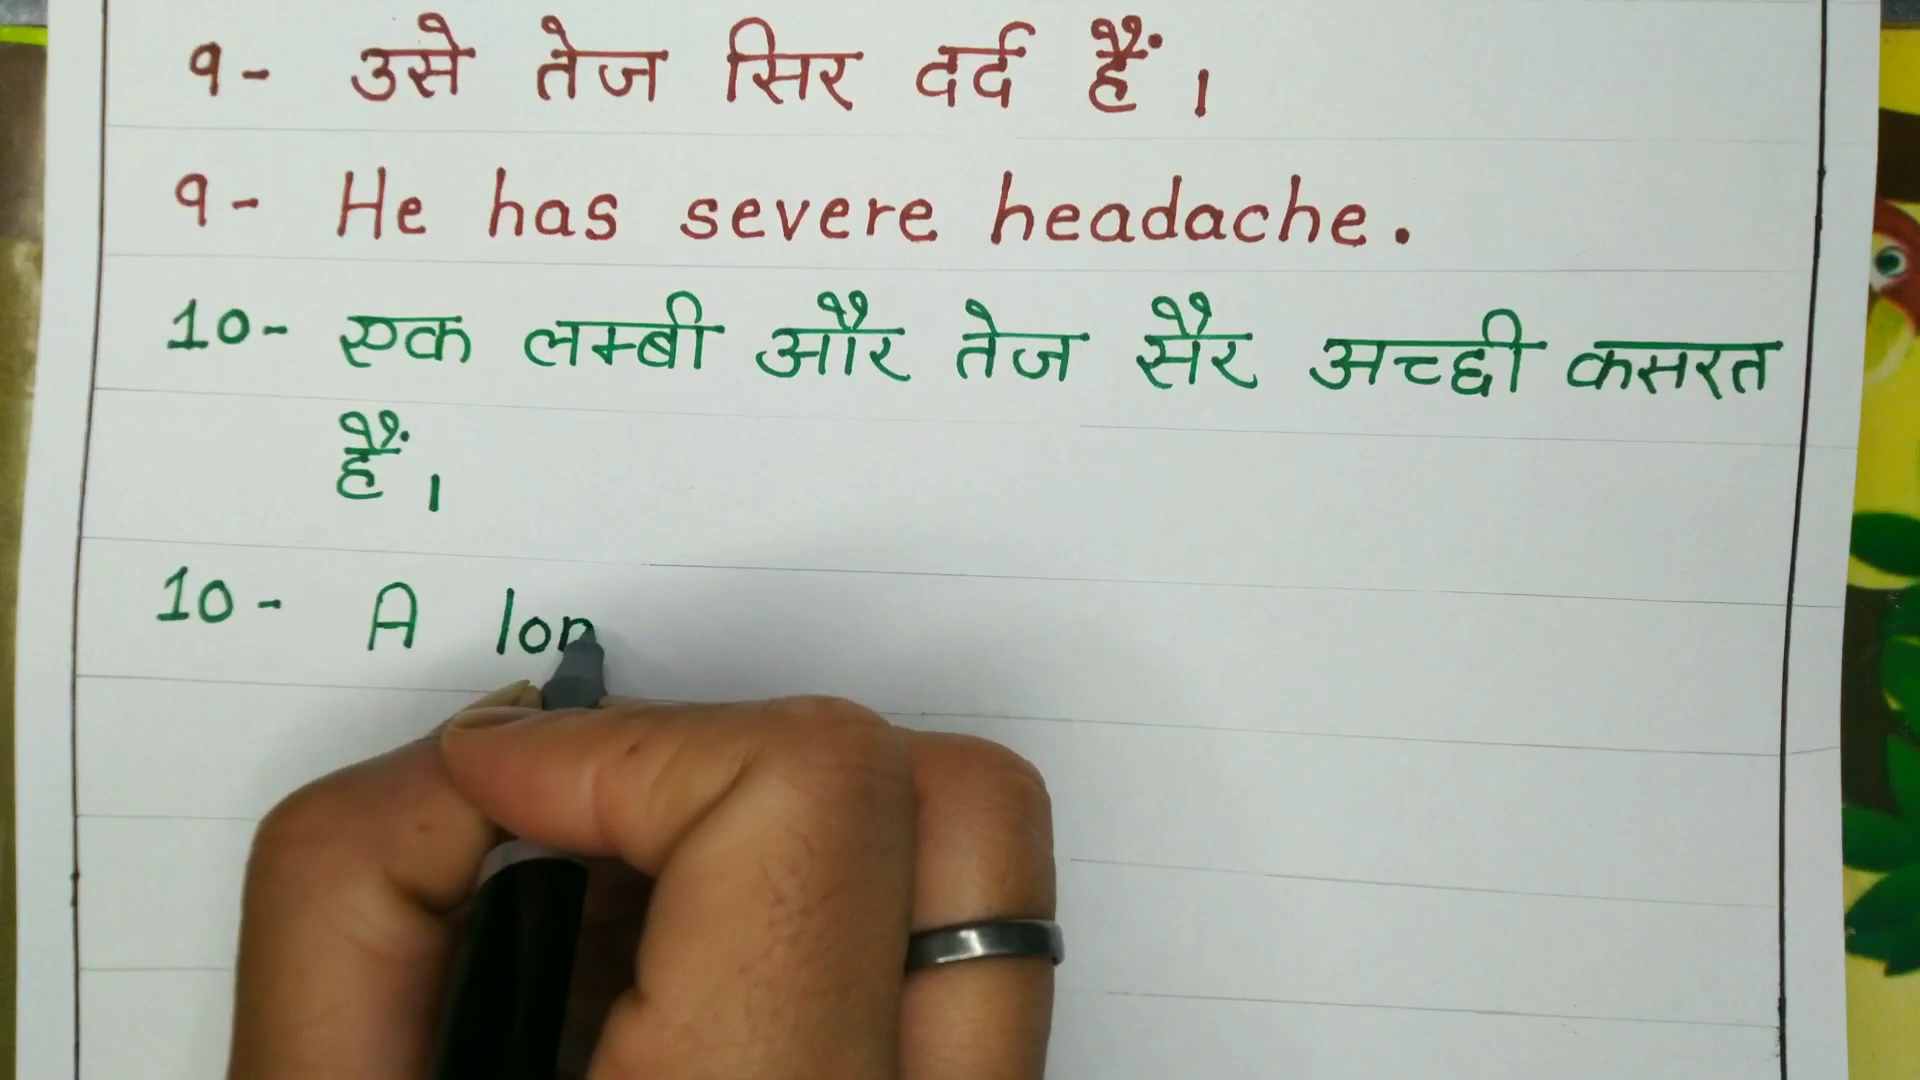 9- उसे तेज सिर दर्द हैं।
9- He has severe headache.
10- एक लम्बी और तेज सैर अच्छी कसरत
हैं।
10- A lon